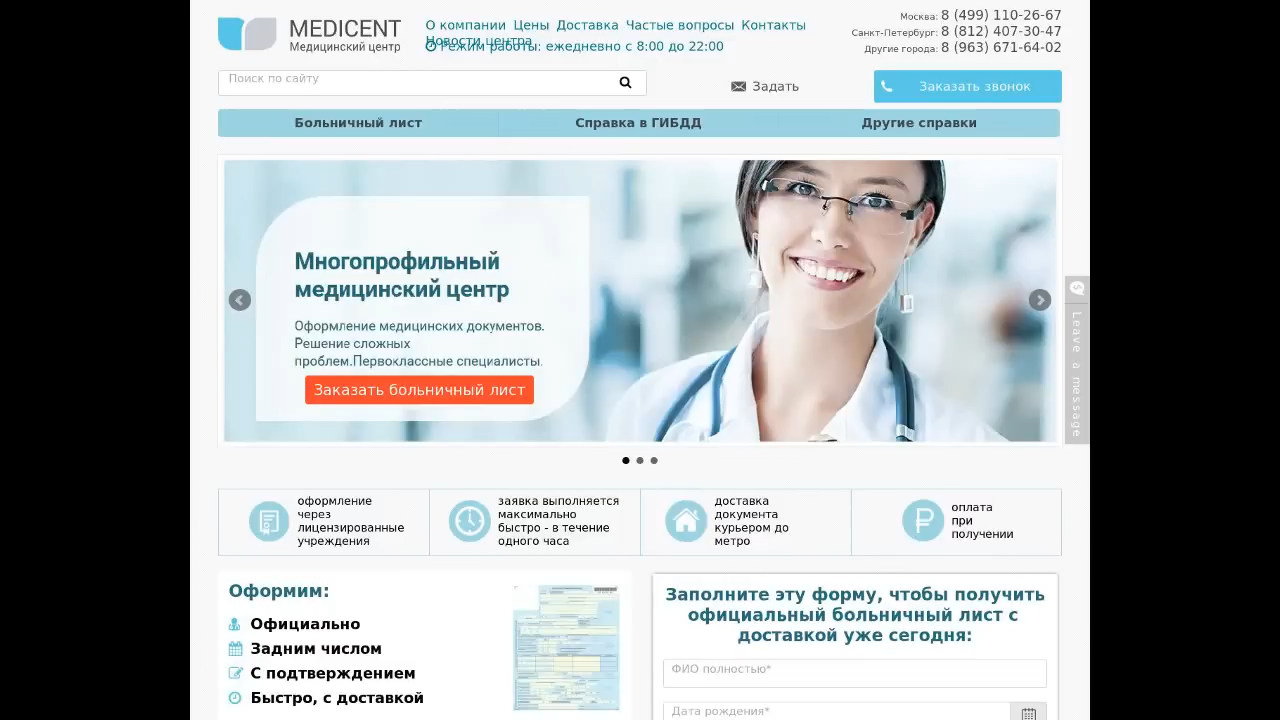 MEDICENT
Медицинский центр
О компании Цены Доставка Частые вопросы Контакты
Новости центра
Режим работы: ежедневно с 8:00 до 22:00
Москва: 8 (499) 110-26-67
Санкт-Петербург: 8 (812) 407-30-47
Другие города: 8 (963) 671-64-02
Поиск по сайту
Задать
Заказать звонок
Больничный лист
Справка в ГИБДД
Другие справки
Многопрофильный
медицинский центр
Оформление медицинских документов.
Решение сложных
проблем.Первоклассные специалисты.
Заказать больничный лист
Leave a message
оформление
через
лицензированные
учреждения
заявка выполняется
максимально
быстро - в течение
одного часа
доставка
документа
курьером до
метро
оплата
при
получении
Оформим:
Официально
Задним числом
С подтверждением
Быстро, с доставкой
Заполните эту форму, чтобы получить
официальный больничный лист с
доставкой уже сегодня:
ФИО полностью*
Дата рождения*